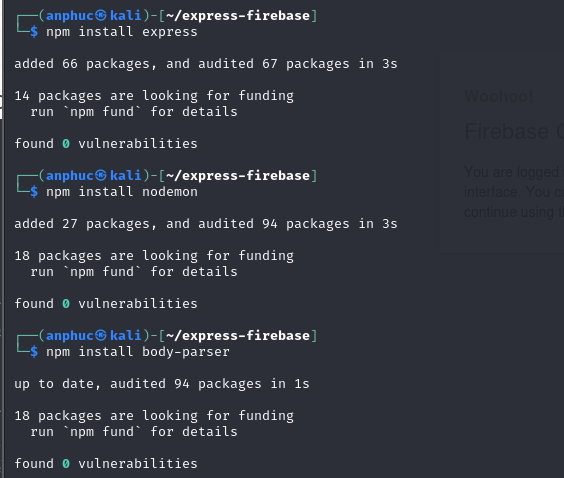 ┌──(anphuc㉿kali)-[~/express-firebase]
└─$ npm install express
added 66 packages, and audited 67 packages in 3s
14 packages are looking for funding
run `npm fund` for details
found 0 vulnerabilities
┌──(anphuc㉿kali)-[~/express-firebase]
└─$ npm install nodemon
added 27 packages, and audited 94 packages in 3s
18 packages are looking for funding
run `npm fund` for details
found 0 vulnerabilities
┌──(anphuc㉿kali)-[~/express-firebase]
└─$ npm install body-parser
up to date, audited 94 packages in 1s
18 packages are looking for funding
run `npm fund` for details
found 0 vulnerabilities
Woohoo!
Firebase
You are logged
interface. You
continue using